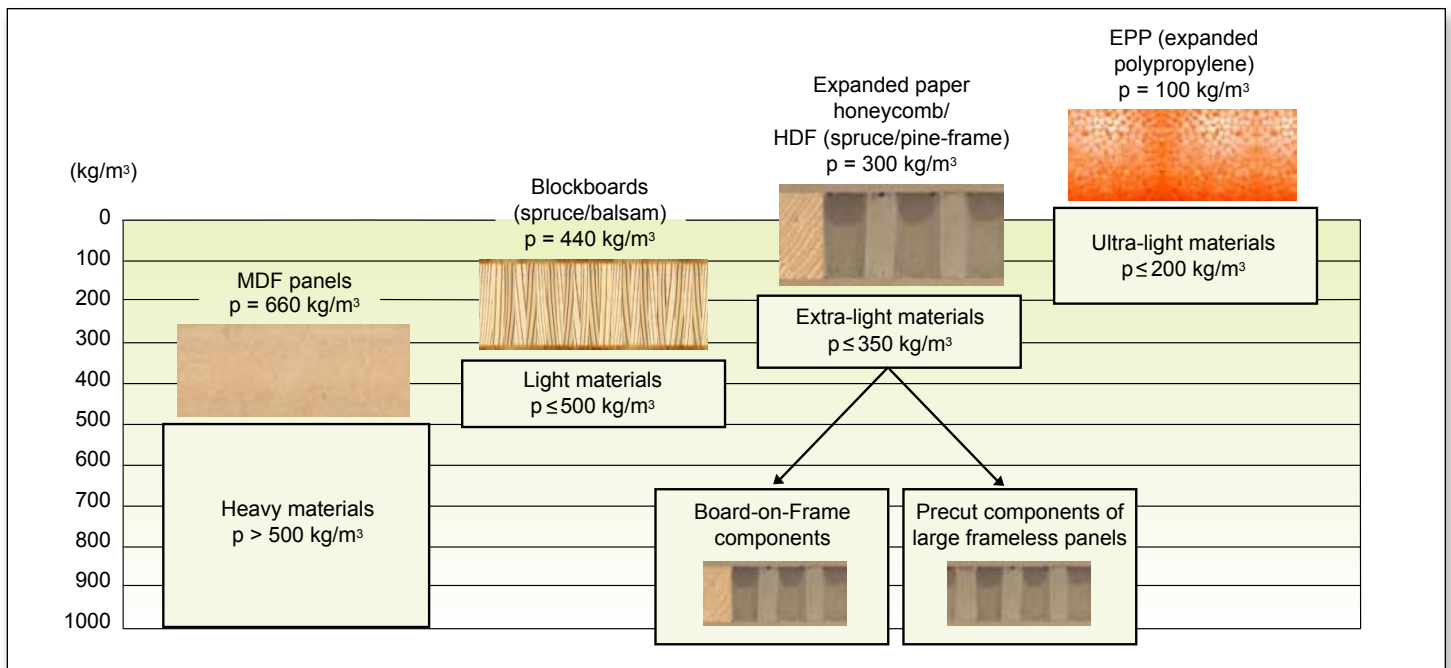 EPP (expanded
polypropylene)
p = 100 kg/m³
Expanded paper
honeycomb/
HDF (spruce/pine-frame)
p = 300 kg/m³
(kg/m³)
Blockboards
(spruce/balsam)
p = 440 kg/m³
MDF panels
p = 660 kg/m³
0
100
200
300
400
500
600
700
800
900
1000
Ultra-light materials
p ≤ 200 kg/m³
Extra-light materials
p ≤ 350 kg/m³
Light materials
p ≤ 500 kg/m³
Heavy materials
p > 500 kg/m³
Board-on-Frame
components
Precut components of
large frameless panels